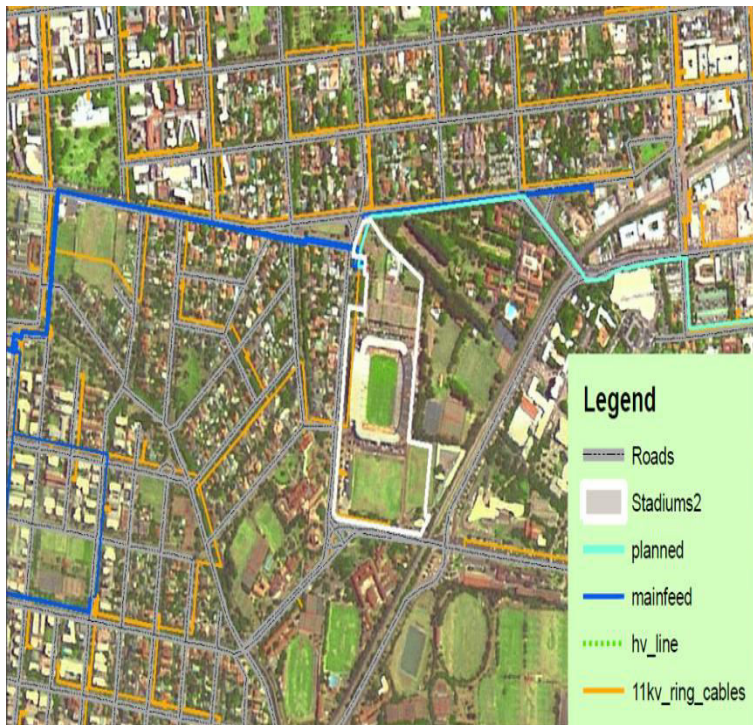 Legend
Roads
Stadiums2
planned
mainfeed
hv_line
11kv_ring_cables